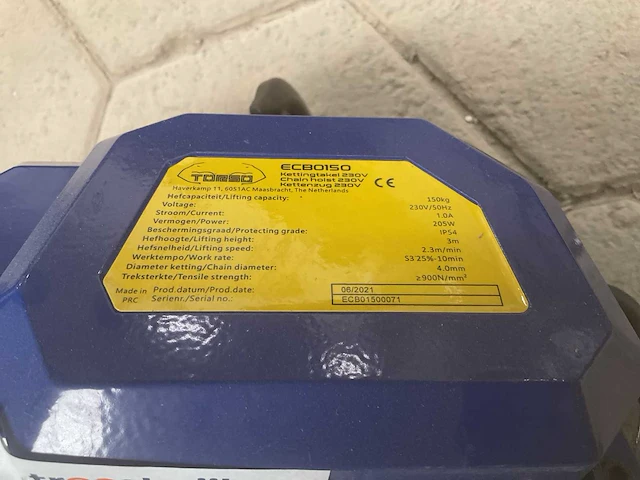 TOMSO
ECB0150
Kettingtakel 230V
Chain hoist 230V
Kettenzug 230V
CE
Haverkamp 11, 6051AC Maasbracht, The Netherlands
Hefcapaciteit/Lifting capacity: 150kg
Voltage: 230V/50Hz
Stroom/Current: 1.0A
Vermogen/Power: 205W
Beschermingsgraad/Protecting grade: IP54
Hefhoogte/Lifting height: 3m
Hefsnelheid/Lifting speed: 2.3m/min
Werktempo/Work rate: S3 25%-10min
Diameter ketting/Chain diameter: 4.0mm
Treksterkte/Tensile strength: ≥900N/mm²
Made in PRC
Prod.datum/Prod.date: 06/2021
Serienr./Serial no.: ECB01500071